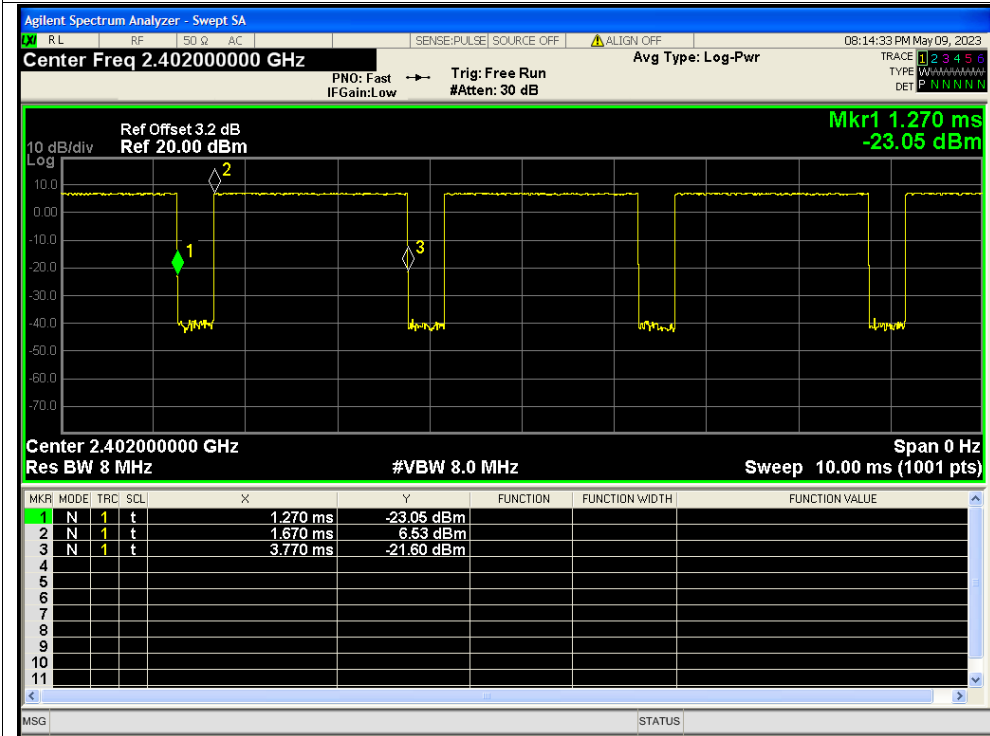 Agilent Spectrum Analyzer - Swept SA
LXI RL RF 50 Ω AC SENSE:PULSE SOURCE OFF ALIGN OFF 08:14:33 PM May 09, 2023
Center Freq 2.402000000 GHz Avg Type: Log-Pwr TRACE 1 2 3 4 5 6
PNO: Fast Trig: Free Run TYPE WWWWWW
IFGain:Low #Atten: 30 dB DET P N N N N N
Mkr1 1.270 ms
Ref Offset 3.2 dB
10 dB/div Ref 20.00 dBm -23.05 dBm
Log
10.0
0.00
-10.0
-20.0
-30.0
-40.0
-50.0
-60.0
-70.0
1
2
3
Center 2.402000000 GHz Span 0 Hz
Res BW 8 MHz #VBW 8.0 MHz Sweep 10.00 ms (1001 pts)
MKR MODE TRC SCL X Y FUNCTION FUNCTION WIDTH FUNCTION VALUE
1 N 1 t 1.270 ms -23.05 dBm
2 N 1 t 1.670 ms 6.53 dBm
3 N 1 t 3.770 ms -21.60 dBm
4
5
6
7
8
9
10
11
MSG STATUS